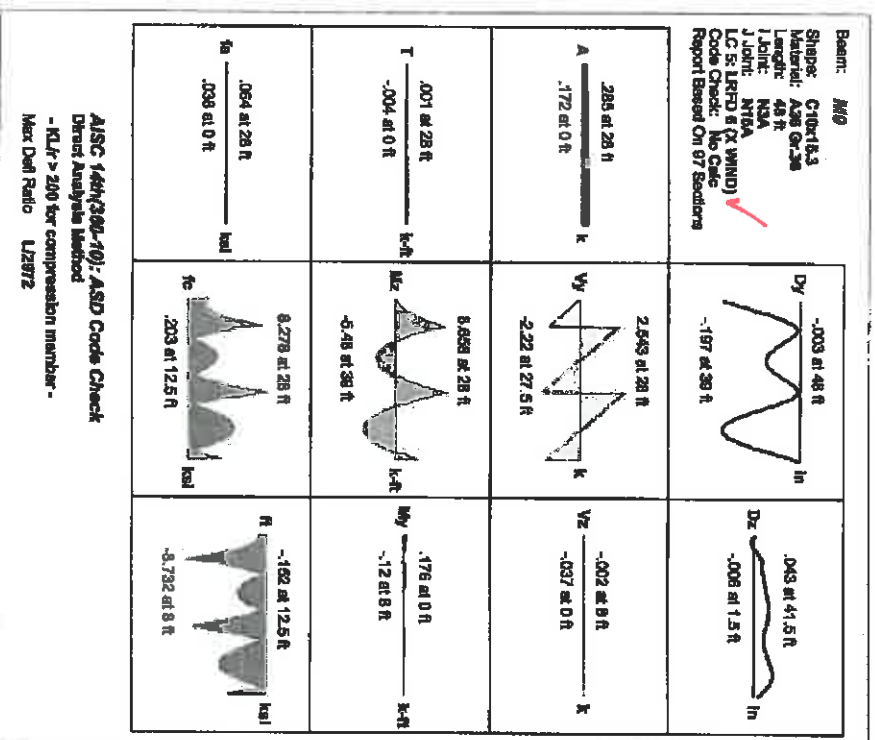 Beam: M9
Shape: C10x15.3
Material: A36 Gr.36
Length: 48 ft
I Joint: N3A
J Joint: N15A
LC 5: LRFD 6 (X WIND)
Code Check: No Calc
Report Based On 97 Sections
Dy
-.003 at 48 ft
-.197 at 39 ft
in
Dz
.043 at 41.5 ft
-.006 at 1.5 ft
in
A
.285 at 28 ft
.172 at 0 ft
k
Vy
2.543 at 28 ft
-2.22 at 27.5 ft
k
Vz
-.002 at 8 ft
-.037 at 0 ft
k
T
.001 at 28 ft
-.004 at 0 ft
k-ft
Mz
8.658 at 28 ft
-5.48 at 39 ft
k-ft
My
.176 at 0 ft
-.12 at 8 ft
k-ft
fa
.064 at 28 ft
.038 at 0 ft
ksi
fc
8.278 at 28 ft
.203 at 12.5 ft
ksi
ft
-.152 at 12.5 ft
-8.732 at 8 ft
ksi
AISC 14th(360-10): ASD Code Check
Direct Analysis Method
- KL/r > 200 for compression member -
Max Defl Ratio L/2972